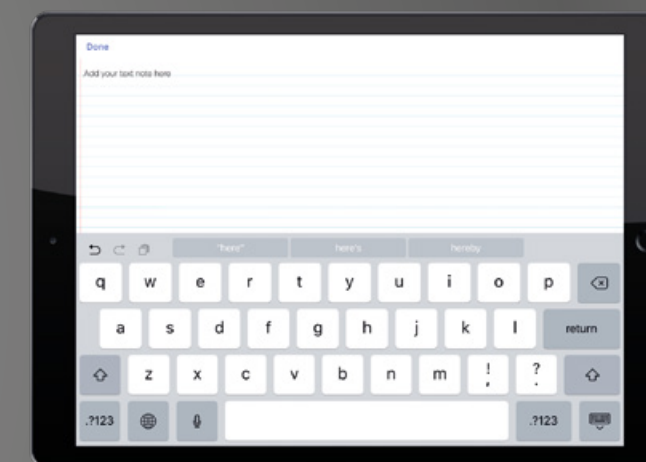 Done
Add your text note here
"here" here's hereby
q w e r t y u i o p
a s d f g h j k l return
z x c v b n m ! , ? .
.?123 .?123